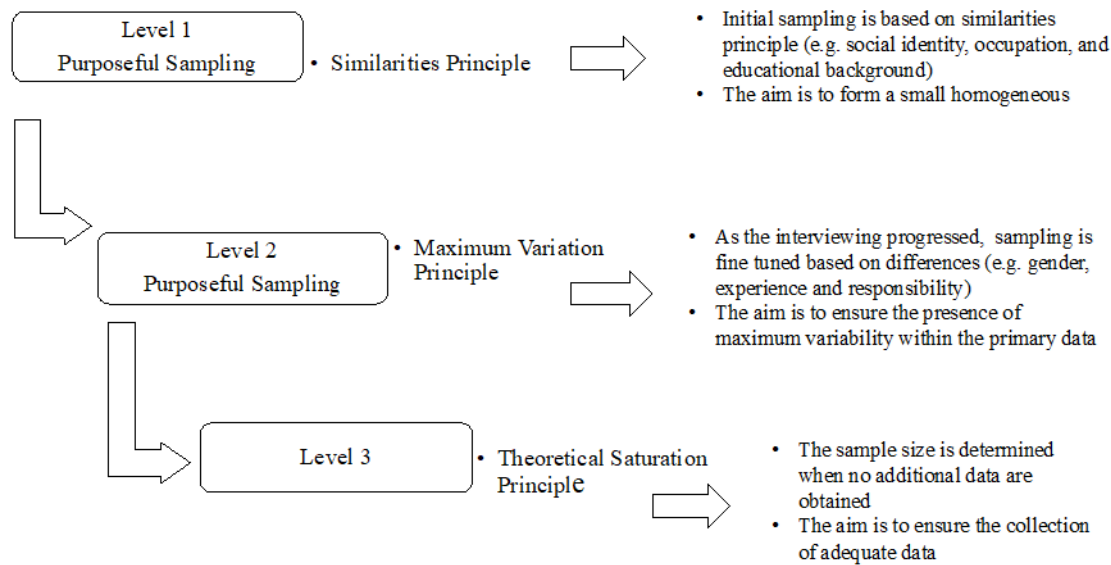 Level 1
Purposeful Sampling
• Similarities Principle
• Initial sampling is based on similarities
principle (e.g. social identity, occupation, and
educational background)
• The aim is to form a small homogeneous
Level 2
Purposeful Sampling
• Maximum Variation
Principle
• As the interviewing progressed, sampling is
fine tuned based on differences (e.g. gender,
experience and responsibility)
• The aim is to ensure the presence of
maximum variability within the primary data
Level 3
• Theoretical Saturation
Principle
• The sample size is determined
when no additional data are
obtained
• The aim is to ensure the collection
of adequate data